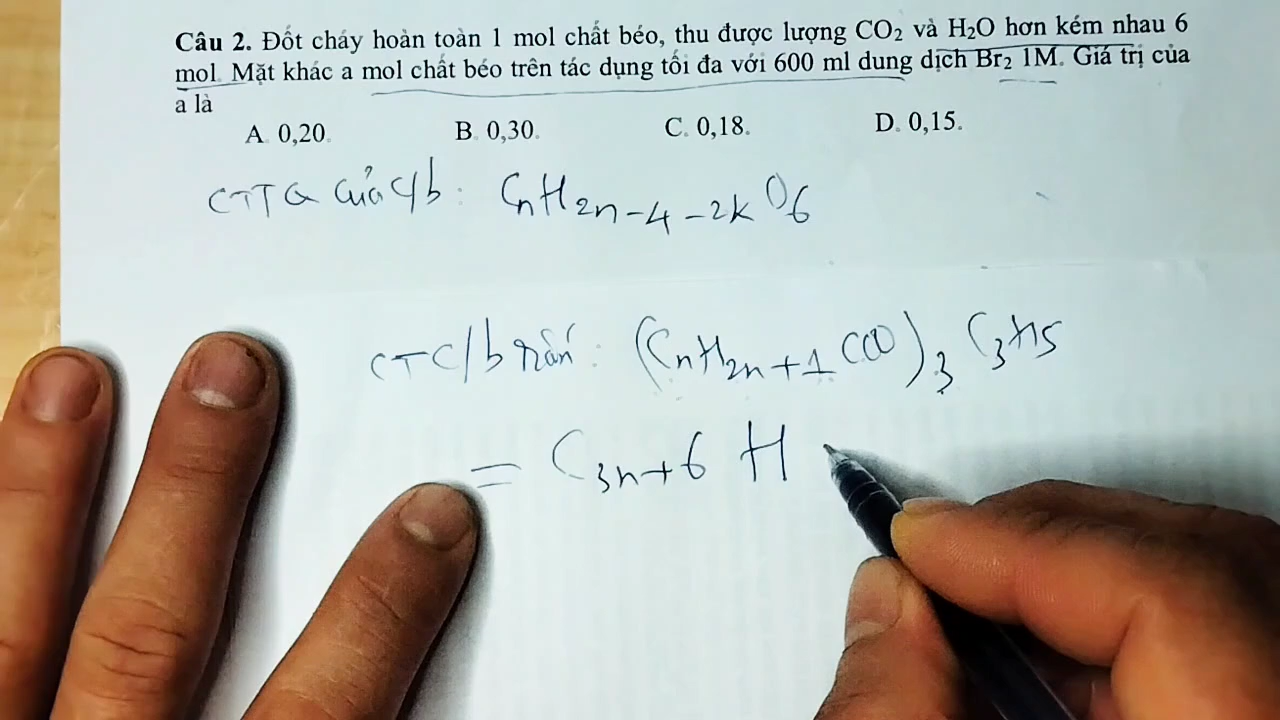 Câu 2. Đốt cháy hoàn toàn 1 mol chất béo, thu được lượng CO₂ và H₂O hơn kém nhau 6
mol. Mặt khác a mol chất béo trên tác dụng tối đa với 600 ml dung dịch Br₂ 1M. Giá trị của
a là
A. 0,20. B. 0,30. C. 0,18. D. 0,15.
CTTQ của c/b : CnH2n-4-2kO6
CTC/b rắn : (CnH2n+1COO)3C3H5
= C3n+6 H